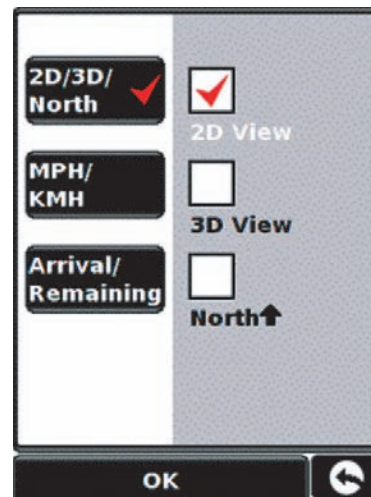 2D/3D/
North
2D View
MPH/
KMH
3D View
Arrival/
Remaining
North
OK